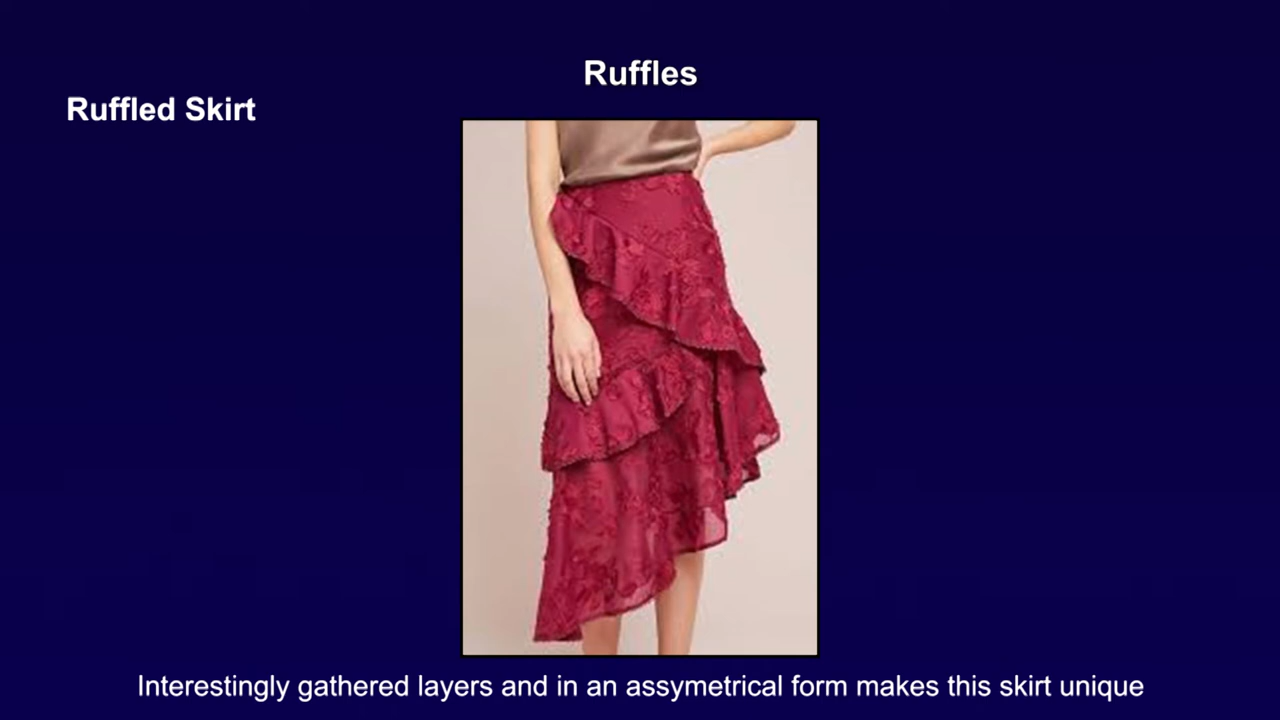 Ruffles
Ruffled Skirt
Interestingly gathered layers and in an assymetrical form makes this skirt unique